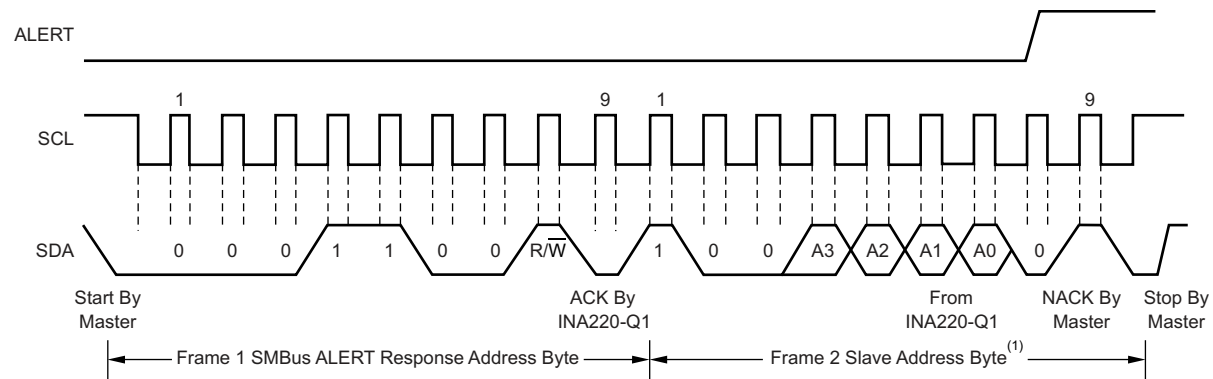 ALERT
1 9 1 9
SCL
SDA 0 0 0 1 1 0 0 R/W 1 0 0 A3 A2 A1 A0 0
Start By ACK By From NACK By Stop By
Master INA220-Q1 INA220-Q1 Master Master
Frame 1 SMBus ALERT Response Address Byte Frame 2 Slave Address Byte(1)